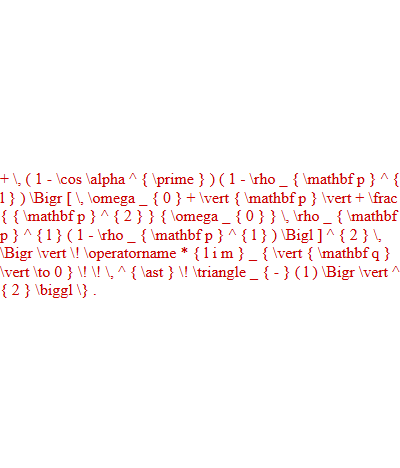 + \, ( 1 - \cos \alpha ^ { \prime } ) ( 1 - \rho _ { \mathbf p } ^ {
l } ) \Bigr [ \, \omega _ { 0 } + \vert { \mathbf p } \vert + \frac
{ { \mathbf p } ^ { 2 } } { \omega _ { 0 } } \, \rho _ { \mathbf
p } ^ { 1 } ( 1 - \rho _ { \mathbf p } ^ { 1 } ) \Bigl ] ^ { 2 } \,
\Bigr \vert \! \operatorname * { l i m } _ { \vert { \mathbf q }
\vert \to 0 } \! \! \, ^ { \ast } \! \triangle _ { - } ( 1 ) \Bigr \vert ^
{ 2 } \biggl \} .